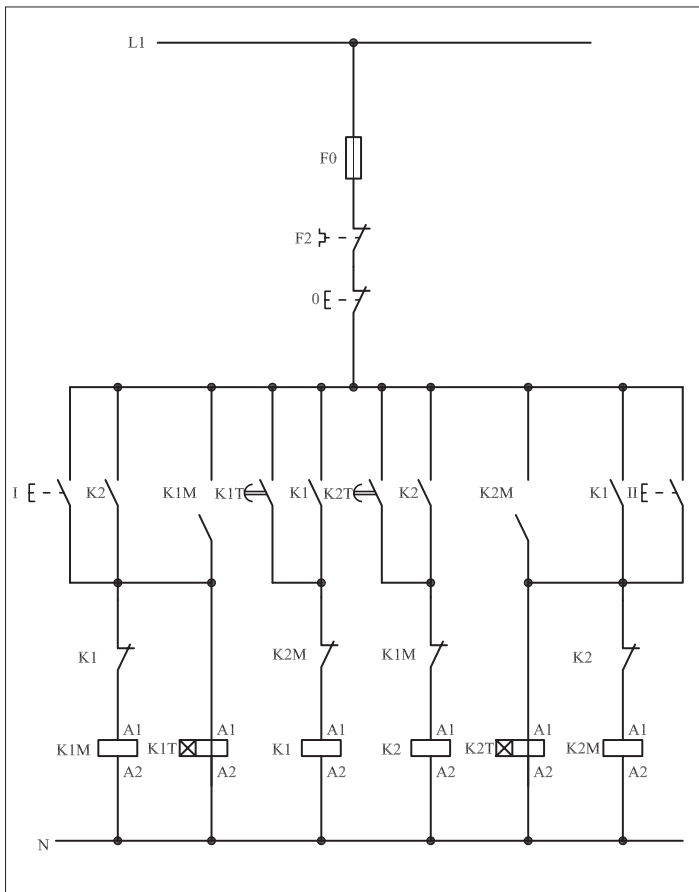 L1
F0
F2
0
I K2 K1M K1T K1 K2T K2 K2M K1 II
K1 K2M K1M K2
A1 A1 A1 A1 A1 A1
K1M K1T K1 K2 K2T K2M
A2 A2 A2 A2 A2 A2
N